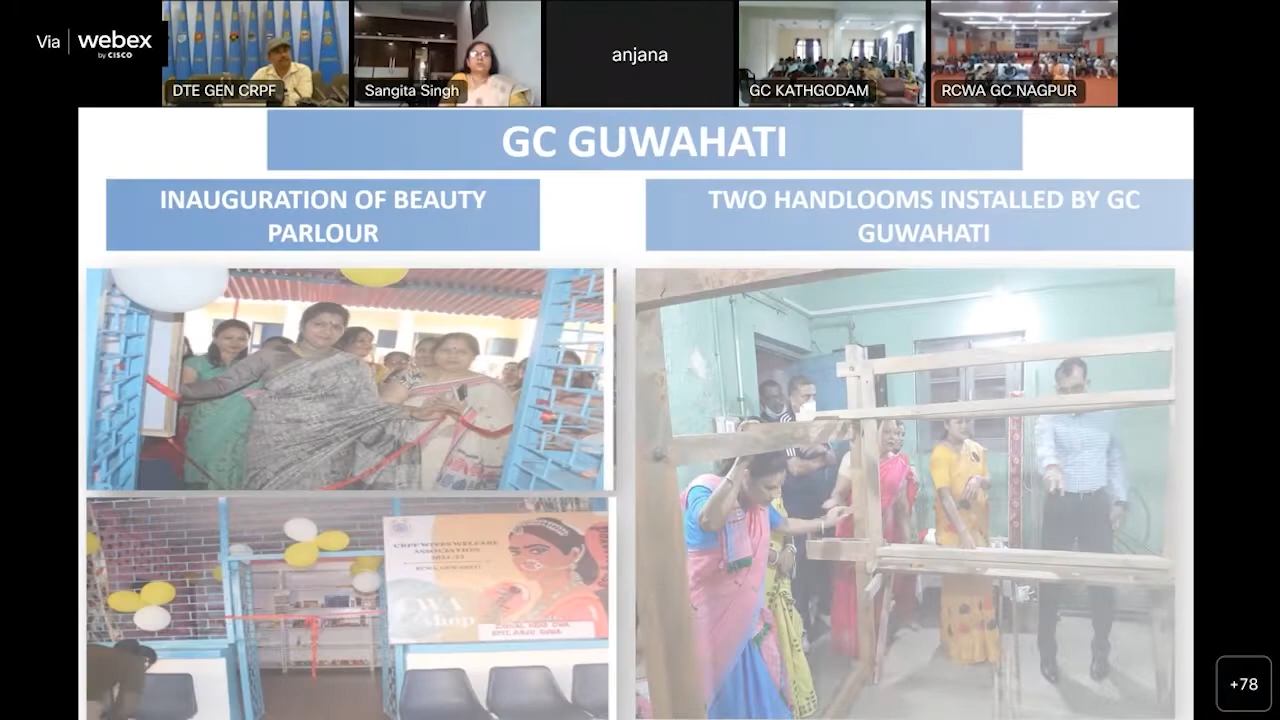 Via webex
by CISCO
DTE GEN CRPF
Sangita Singh
anjana
GC KATHGODAM
RCWA GC NAGPUR
GC GUWAHATI
INAUGURATION OF BEAUTY
PARLOUR
TWO HANDLOOMS INSTALLED BY GC
GUWAHATI
CRPF WIVES WELFARE
ASSOCIATION
+78